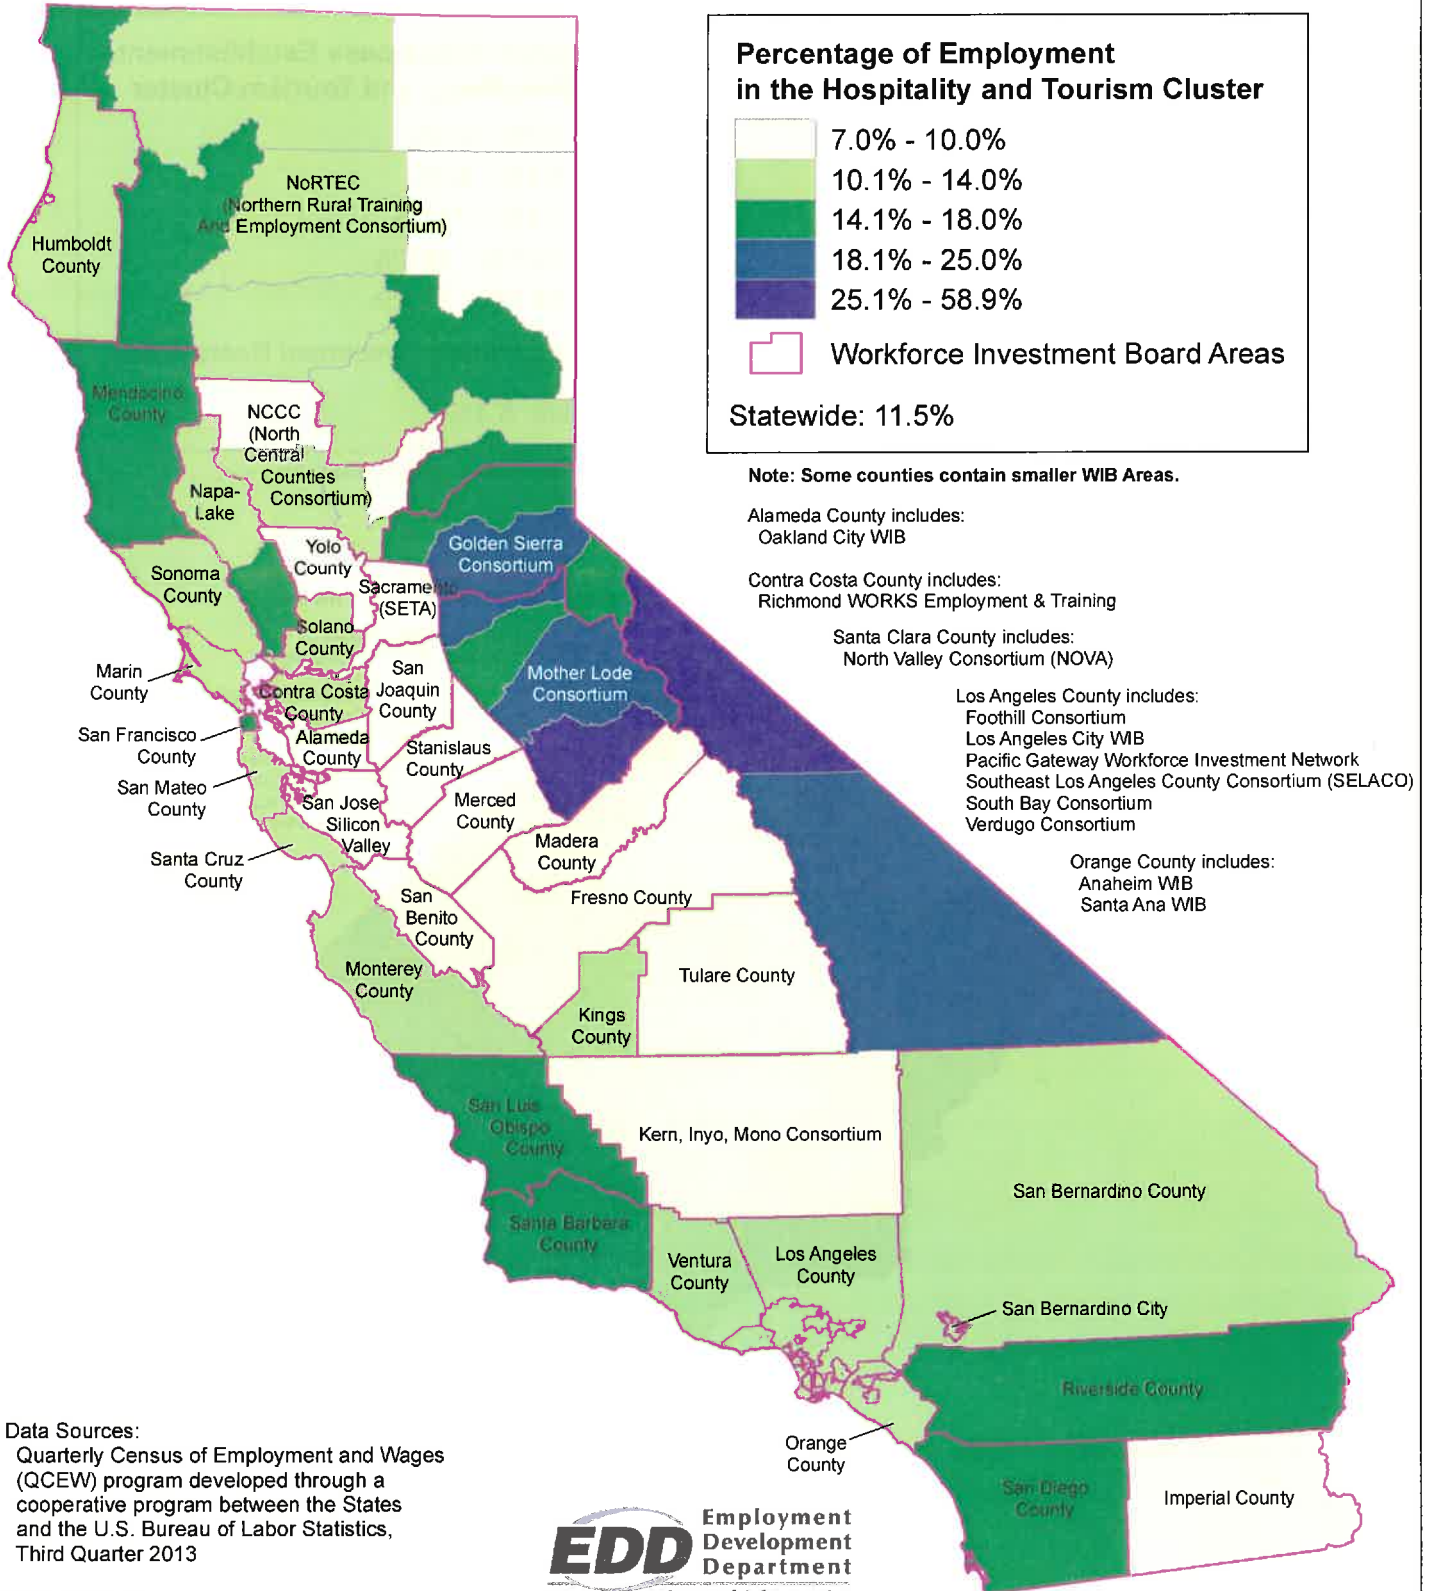 Percentage of Employment
in the Hospitality and Tourism Cluster
7.0% - 10.0%
10.1% - 14.0%
14.1% - 18.0%
18.1% - 25.0%
25.1% - 58.9%
Workforce Investment Board Areas
Statewide: 11.5%
Note: Some counties contain smaller WIB Areas.
Alameda County includes:
Oakland City WIB
Contra Costa County includes:
Richmond WORKS Employment & Training
Santa Clara County includes:
North Valley Consortium (NOVA)
Los Angeles County includes:
Foothill Consortium
Los Angeles City WIB
Pacific Gateway Workforce Investment Network
Southeast Los Angeles County Consortium (SELACO)
South Bay Consortium
Verdugo Consortium
Orange County includes:
Anaheim WIB
Santa Ana WIB
NoRTEC
(Northern Rural Training
And Employment Consortium)
Humboldt
County
Mendocino
County
NCCC
(North
Central
Counties
Consortium)
Napa-
Lake
Yolo
County
Golden Sierra
Consortium
Sonoma
County
Sacramento
(SETA)
Solano
County
Marin
County
Contra Costa
County
San
Joaquin
County
Mother Lode
Consortium
San Francisco
County
Alameda
County
Stanislaus
County
San Mateo
County
San Jose
Silicon
Valley
Merced
County
Madera
County
Santa Cruz
County
San
Benito
County
Fresno County
Monterey
County
Tulare County
Kings
County
San Luis
Obispo
County
Kern, Inyo, Mono Consortium
San Bernardino County
Santa Barbara
County
Ventura
County
Los Angeles
County
San Bernardino City
Riverside County
Orange
County
San Diego
County
Imperial County
Data Sources:
Quarterly Census of Employment and Wages
(QCEW) program developed through a
cooperative program between the States
and the U.S. Bureau of Labor Statistics,
Third Quarter 2013
EDD
Employment
Development
Department